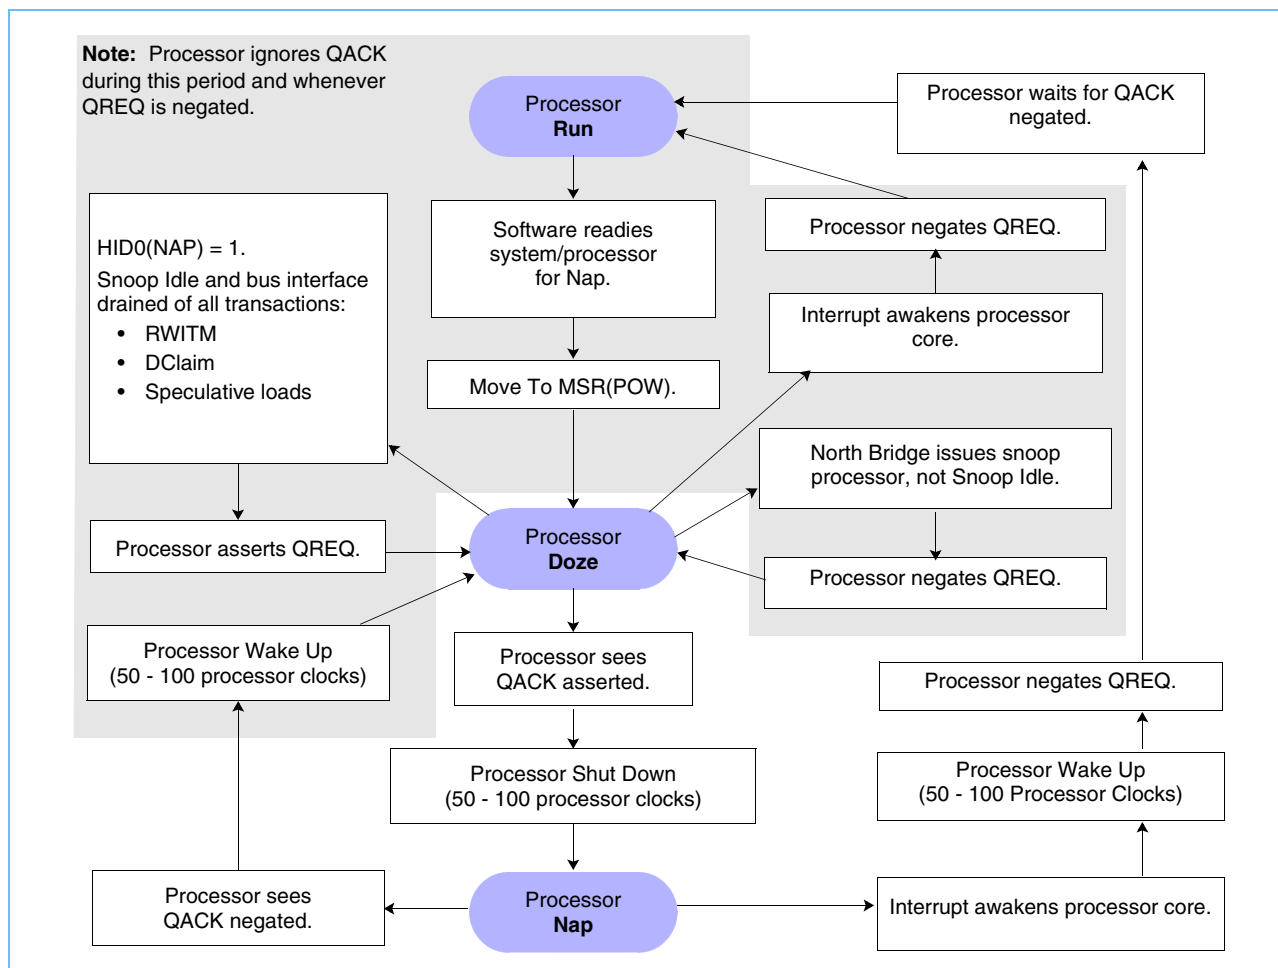 Note: Processor ignores QACK
during this period and whenever
QREQ is negated.
Processor
Run
Processor waits for QACK
negated.
HID0(NAP) = 1.
Snoop Idle and bus interface
drained of all transactions:
• RWITM
• DClaim
• Speculative loads
Software readies
system/processor
for Nap.
Processor negates QREQ.
Interrupt awakens processor
core.
Move To MSR(POW).
North Bridge issues snoop
processor, not Snoop Idle.
Processor asserts QREQ.
Processor
Doze
Processor negates QREQ.
Processor Wake Up
(50 - 100 processor clocks)
Processor sees
QACK asserted.
Processor negates QREQ.
Processor Shut Down
(50 - 100 processor clocks)
Processor Wake Up
(50 - 100 Processor Clocks)
Processor sees
QACK negated.
Processor
Nap
Interrupt awakens processor core.